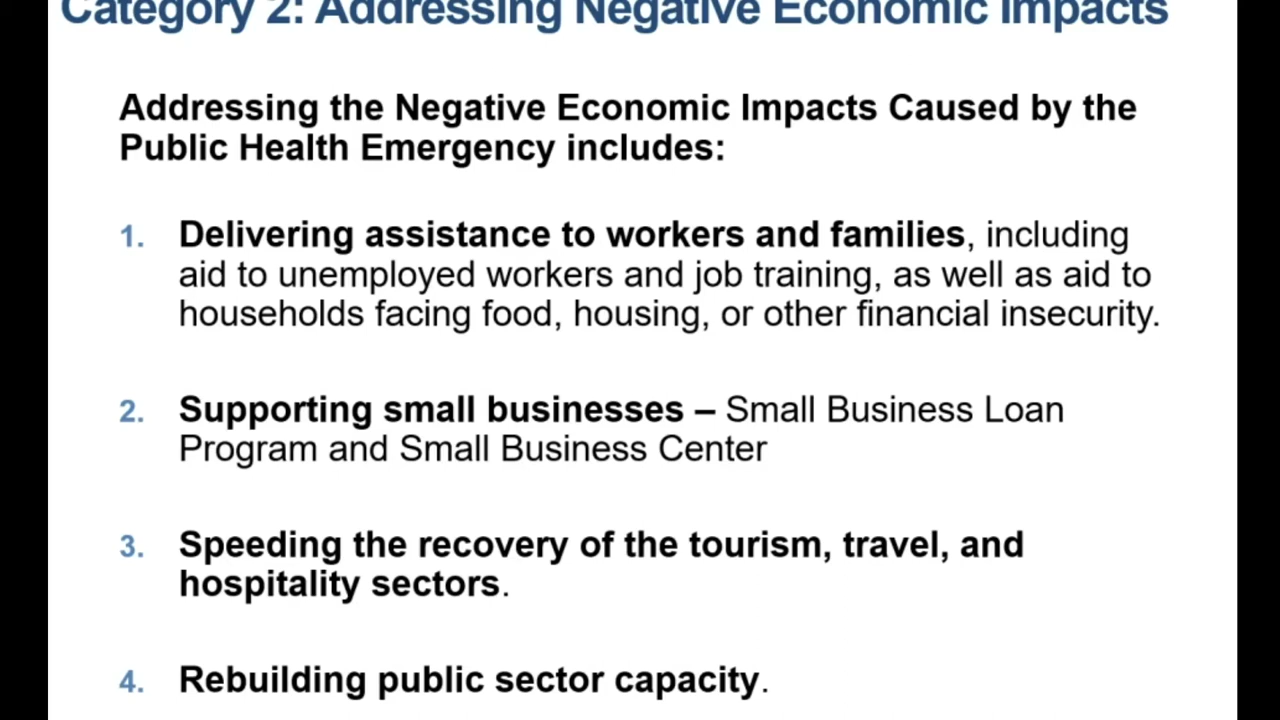 Category 2: Addressing Negative Economic Impacts
Addressing the Negative Economic Impacts Caused by the
Public Health Emergency includes:
1. Delivering assistance to workers and families, including
aid to unemployed workers and job training, as well as aid to
households facing food, housing, or other financial insecurity.
2. Supporting small businesses – Small Business Loan
Program and Small Business Center
3. Speeding the recovery of the tourism, travel, and
hospitality sectors.
4. Rebuilding public sector capacity.